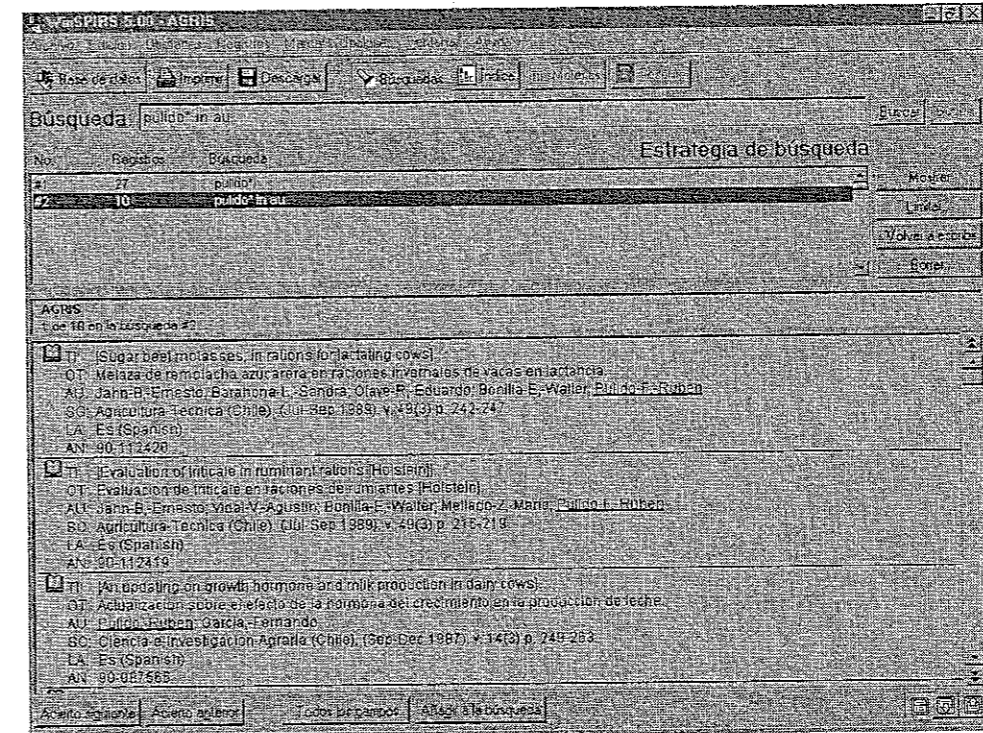 WinSPIRS 5.00 - AGRIS
Base de datos Imprimir Descargar Búsquedas Índice
Búsqueda: pulido* in au
Buscar
Estrategia de búsqueda
No. Registros Búsqueda
#1 27 pulido*
#2 10 pulido* in au
Mostrar
Limitar...
Volver a escribir
Borrar...
AGRIS
1 de 10 en la búsqueda #2
TI: [Sugar beet molasses, in rations for lactating cows]
OT: Melaza de remolacha azucarera en raciones invernales de vacas en lactancia.
AU: Jahn-B,-Ernesto; Barahona-L,-Sandra; Olave-R,-Eduardo; Bonilla-E,-Walter; Pulido-F,-Ruben
SO: Agricultura-Tecnica (Chile). (Jul-Sep 1989). v. 49(3) p. 242-247.
LA: Es (Spanish)
AN: 90-112420
TI: [Evaluation of triticale in ruminant rations [Holstein]]
OT: Evaluacion de triticale en raciones de rumiantes [Holstein].
AU: Jahn-B,-Ernesto; Vidal-V,-Agustin; Bonilla-E,-Walter; Mellado-Z,-Mario; Pulido-F,-Ruben
SO: Agricultura-Tecnica (Chile). (Jul-Sep 1989). v. 49(3) p. 215-219.
LA: Es (Spanish)
AN: 90-112419
TI: [An updating on growth hormone and milk production in dairy cows].
OT: Actualizacion sobre el efecto de la hormona del crecimiento en la produccion de leche.
AU: Pulido,-Ruben; Garcia,-Fernando
SO: Ciencia-e-Investigacion-Agraria (Chile). (Sep-Dec 1987). v. 14(3) p. 249-263.
LA: Es (Spanish)
AN: 90-087565
Acierto siguiente Acierto anterior Todos los campos Añadir a la búsqueda